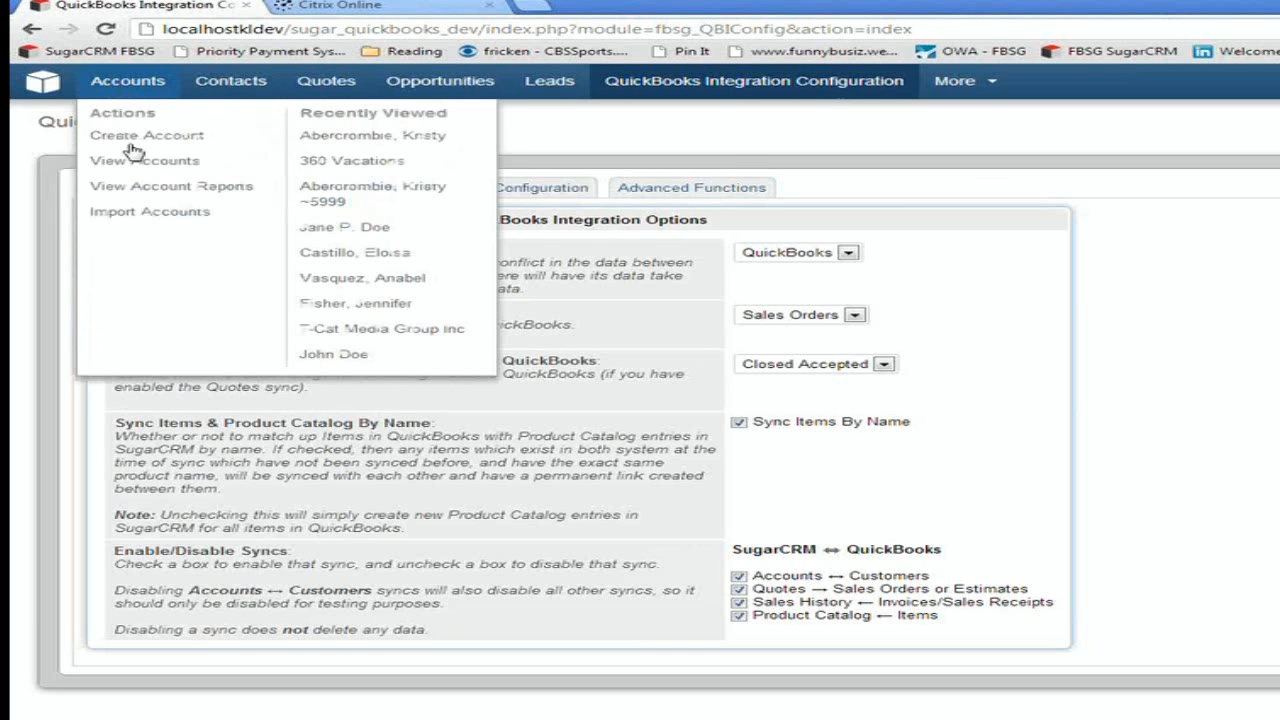 QuickBooks Integration Co
Citrix Online
localhostkldev/sugar_quickbooks_dev/index.php?module=fbsg_QBIConfig&action=index
SugarCRM FBSG
Priority Payment Sys...
Reading
fricken - CBSSports....
Pin It
www.funnybusiz.we...
OWA - FBSG
FBSG SugarCRM
Welcome
Accounts
Contacts
Quotes
Opportunities
Leads
QuickBooks Integration Configuration
More
Qui
Actions
Create Account
View Accounts
View Account Reports
Import Accounts
Recently Viewed
Abercrombie, Kristy
360 Vacations
Abercrombie, Kristy
~5999
Jane P. Doe
Castillo, Eloisa
Vasquez, Anabel
Fisher, Jennifer
T-Cat Media Group Inc
John Doe
Configuration
Advanced Functions
Books Integration Options
conflict in the data between
ere will have its data take
ata.
QuickBooks
ickBooks.
Sales Orders
QuickBooks:
QuickBooks (if you have
enabled the Quotes sync).
Closed Accepted
Sync Items & Product Catalog By Name:
Whether or not to match up Items in QuickBooks with Product Catalog entries in
SugarCRM by name. If checked, then any items which exist in both system at the
time of sync which have not been synced before, and have the exact same
product name, will be synced with each other and have a permanent link created
between them.
Note: Unchecking this will simply create new Product Catalog entries in
SugarCRM for all items in QuickBooks.
Sync Items By Name
Enable/Disable Syncs:
Check a box to enable that sync, and uncheck a box to disable that sync.
Disabling Accounts ↔ Customers syncs will also disable all other syncs, so it
should only be disabled for testing purposes.
Disabling a sync does not delete any data.
SugarCRM ⇔ QuickBooks
Accounts ↔ Customers
Quotes → Sales Orders or Estimates
Sales History ← Invoices/Sales Receipts
Product Catalog ← Items